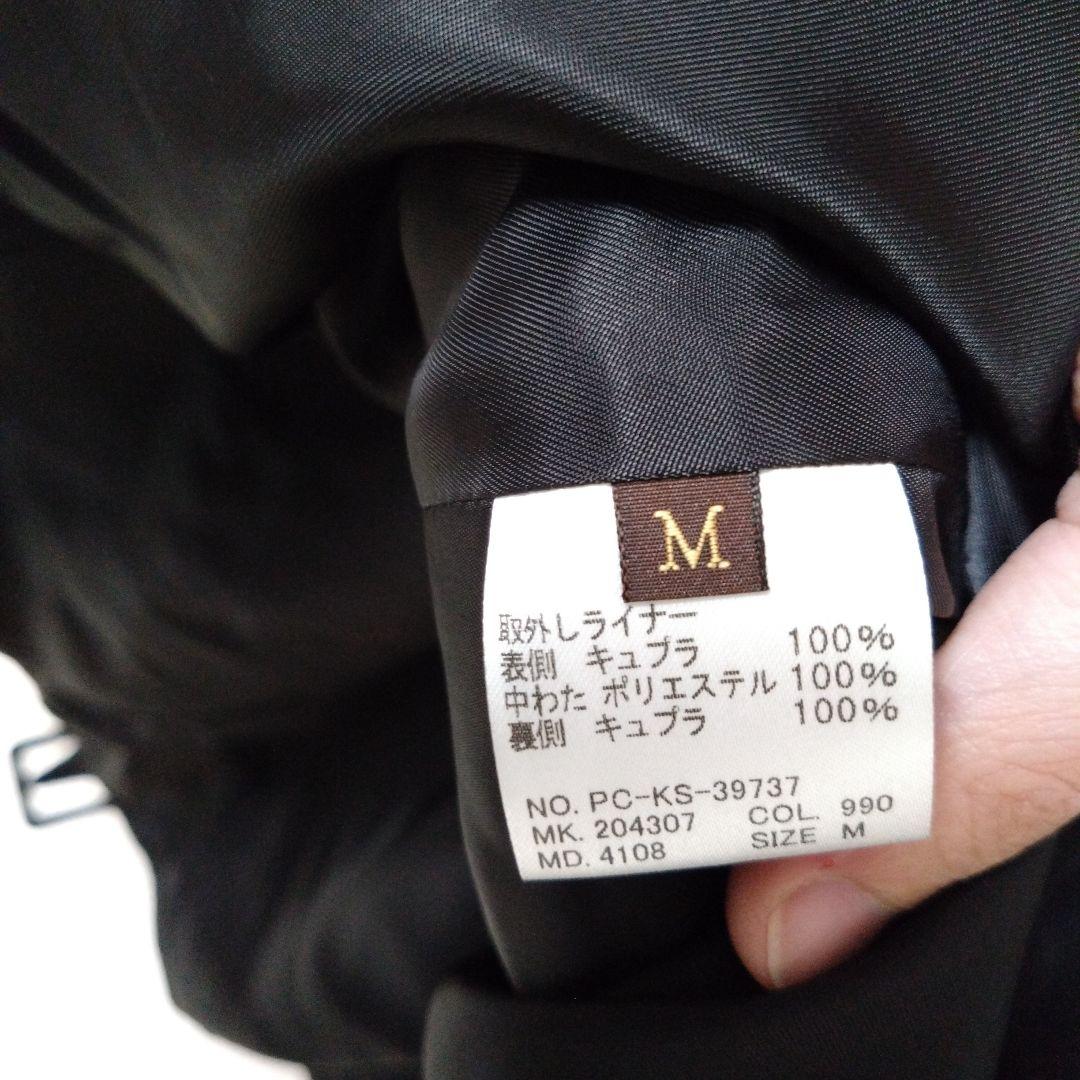 M
取外しライナー
表側 キュプラ 100%
中わた ポリエステル 100%
裏側 キュプラ 100%
NO. PC-KS-39737
MK. 204307 COL. 990
MD. 4108 SIZE M